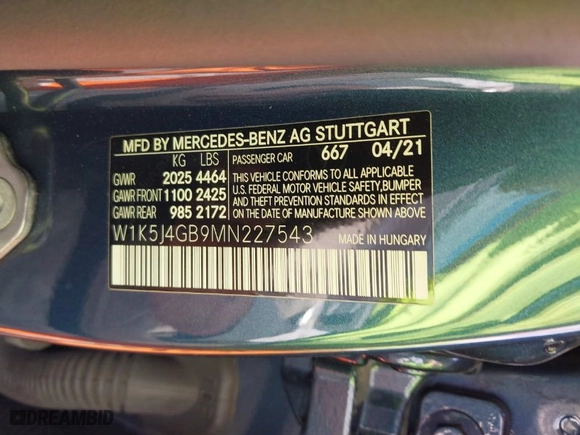 MFD BY MERCEDES-BENZ AG STUTTGART
KG LBS PASSENGER CAR 667 04/21
GVWR 2025 4464
GAWR FRONT 1100 2425
GAWR REAR 985 2172
THIS VEHICLE CONFORMS TO ALL APPLICABLE
U.S. FEDERAL MOTOR VEHICLE SAFETY, BUMPER
AND THEFT PREVENTION STANDARDS IN EFFECT
ON THE DATE OF MANUFACTURE SHOWN ABOVE.
W1K5J4GB9MN227543 MADE IN HUNGARY
DREAMBID